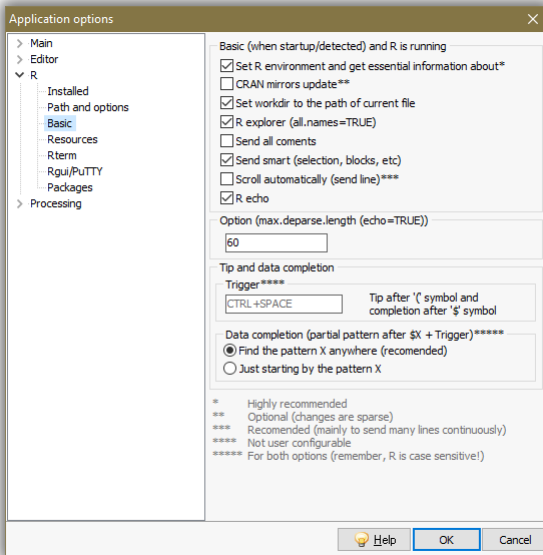 Application options
Main
Editor
R
Installed
Path and options
Basic
Resources
Rterm
Rgui/PuTTY
Packages
Processing
Basic (when startup/detected) and R is running
Set R environment and get essential information about*
CRAN mirrors update**
Set workdir to the path of current file
R explorer (all.names=TRUE)
Send all coments
Send smart (selection, blocks, etc)
Scroll automatically (send line)***
R echo
Option (max.deparse.length (echo=TRUE))
60
Tip and data completion
Trigger****
CTRL+SPACE
Tip after '(' symbol and
completion after '$' symbol
Data completion (partial pattern after $X + Trigger)*****
Find the pattern X anywhere (recomended)
Just starting by the pattern X
* Highly recommended
** Optional (changes are sparse)
*** Recomended (mainly to send many lines continuously)
**** Not user configurable
***** For both options (remember, R is case sensitive!)
Help
OK
Cancel